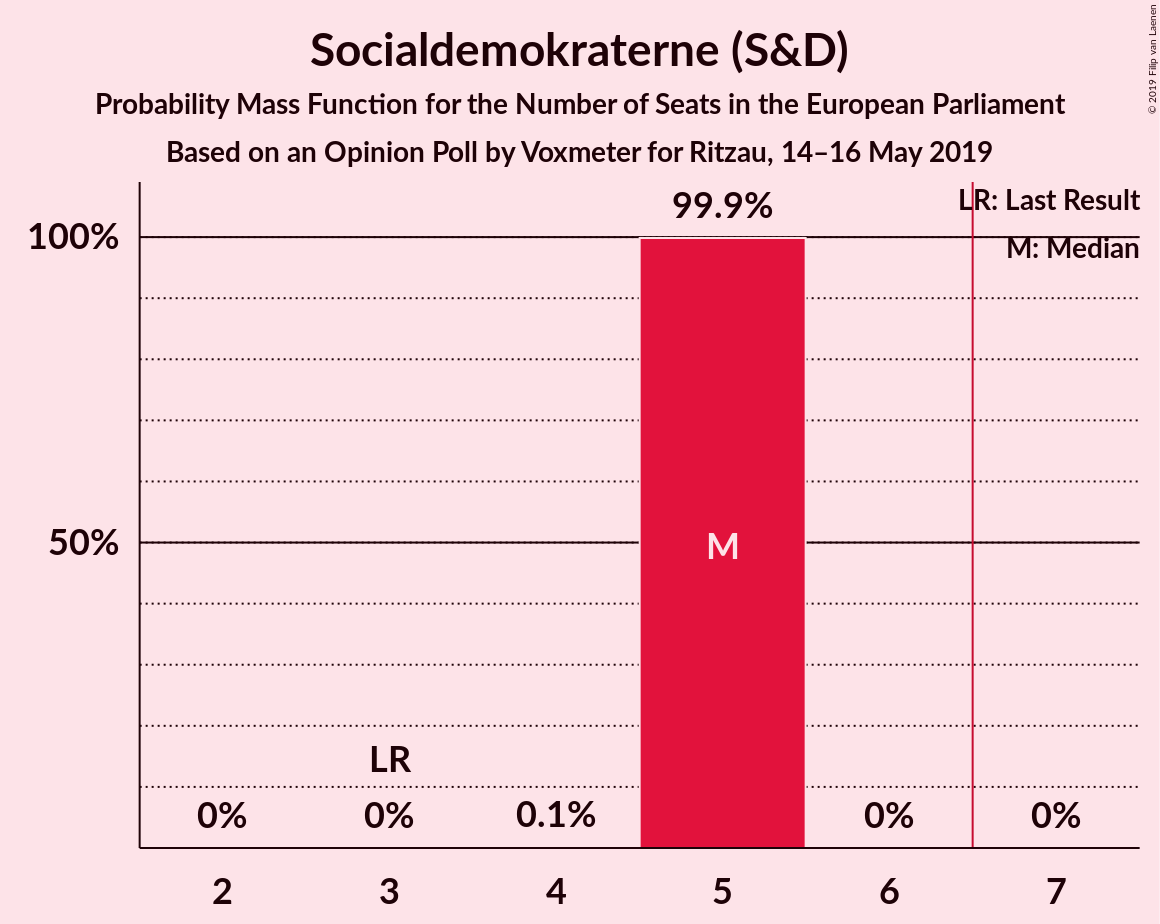 Socialdemokraterne (S&D)
Probability Mass Function for the Number of Seats in the European Parliament
Based on an Opinion Poll by Voxmeter for Ritzau, 14–16 May 2019
© 2019 Filip van Laenen
LR: Last Result
M: Median
99.9%
100%
50%
M
LR
0%
0%
0.1%
0%
0%
2
3
4
5
6
7